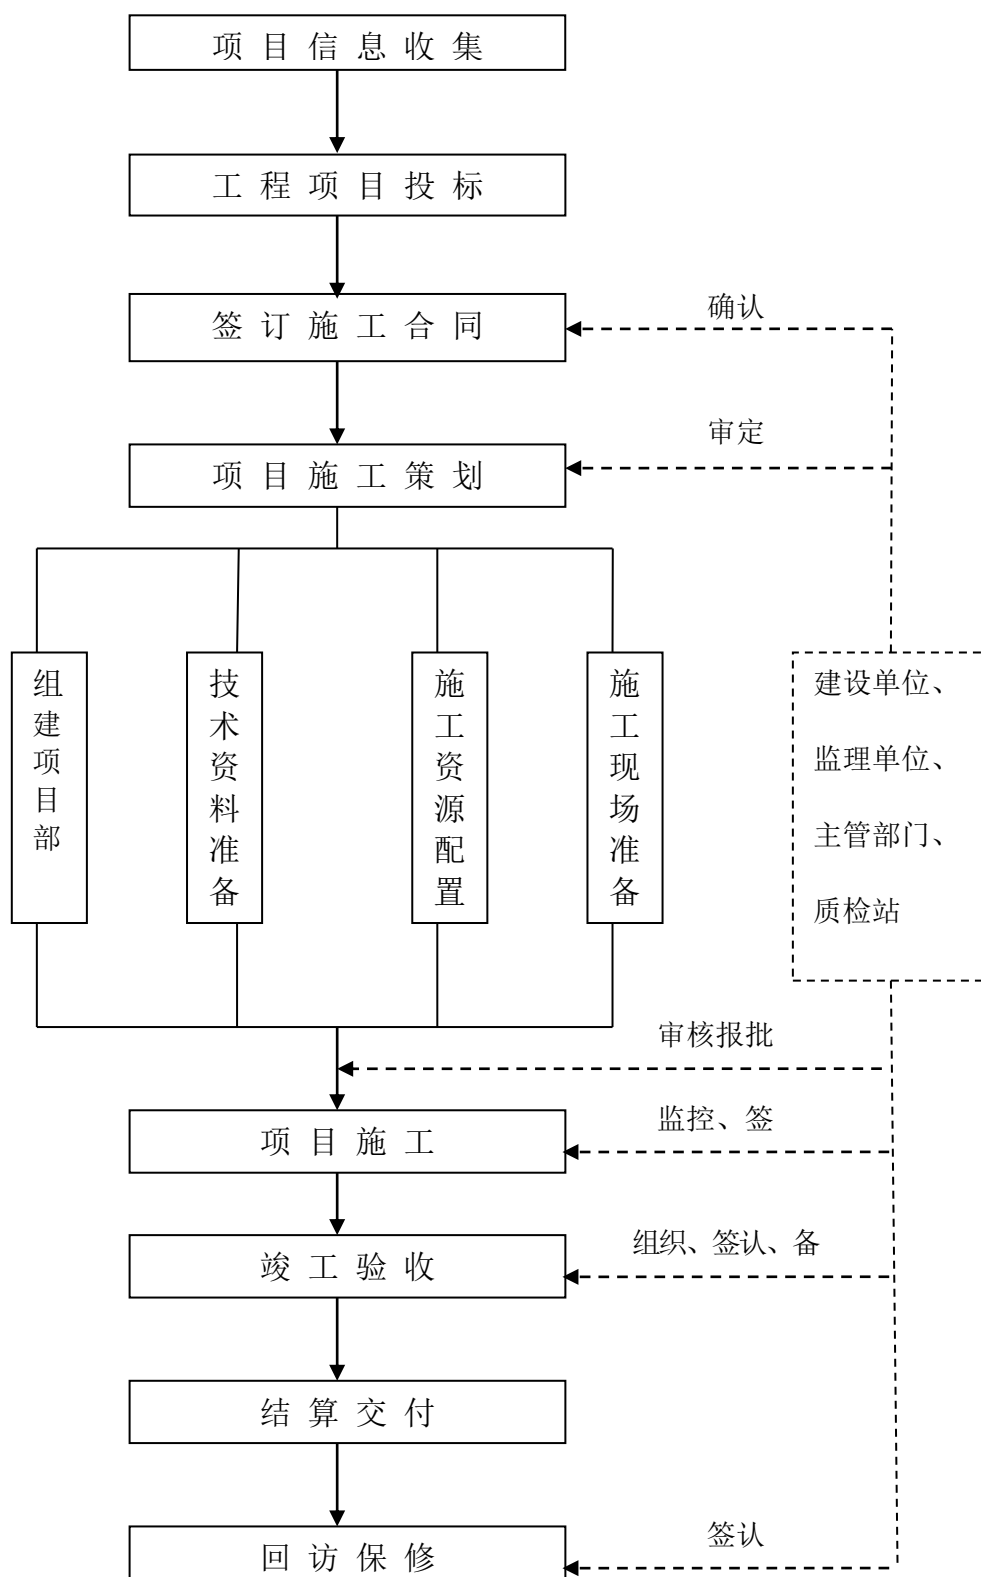 项目信息收集
工程项目投标
签订施工合同
确认
项目施工策划
审定
组建项目部
技术资料准备
施工资源配置
施工现场准备
建设单位、
监理单位、
主管部门、
质检站
审核报批
项目施工
监控、签
竣工验收
组织、签认、备
结算交付
回访保修
签认